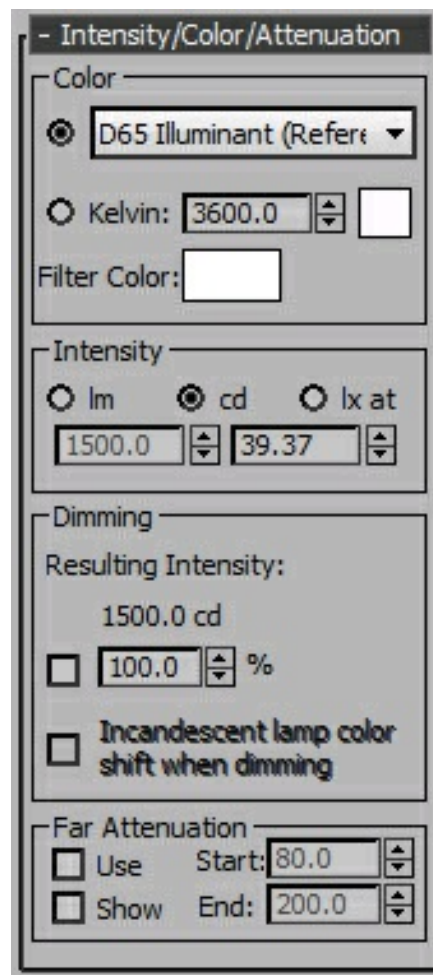 - Intensity/Color/Attenuation
Color
D65 Illuminant (Refere
Kelvin: 3600.0
Filter Color:
Intensity
lm cd lx at
1500.0 39.37
Dimming
Resulting Intensity:
1500.0 cd
100.0 %
Incandescent lamp color
shift when dimming
Far Attenuation
Use Start: 80.0
Show End: 200.0